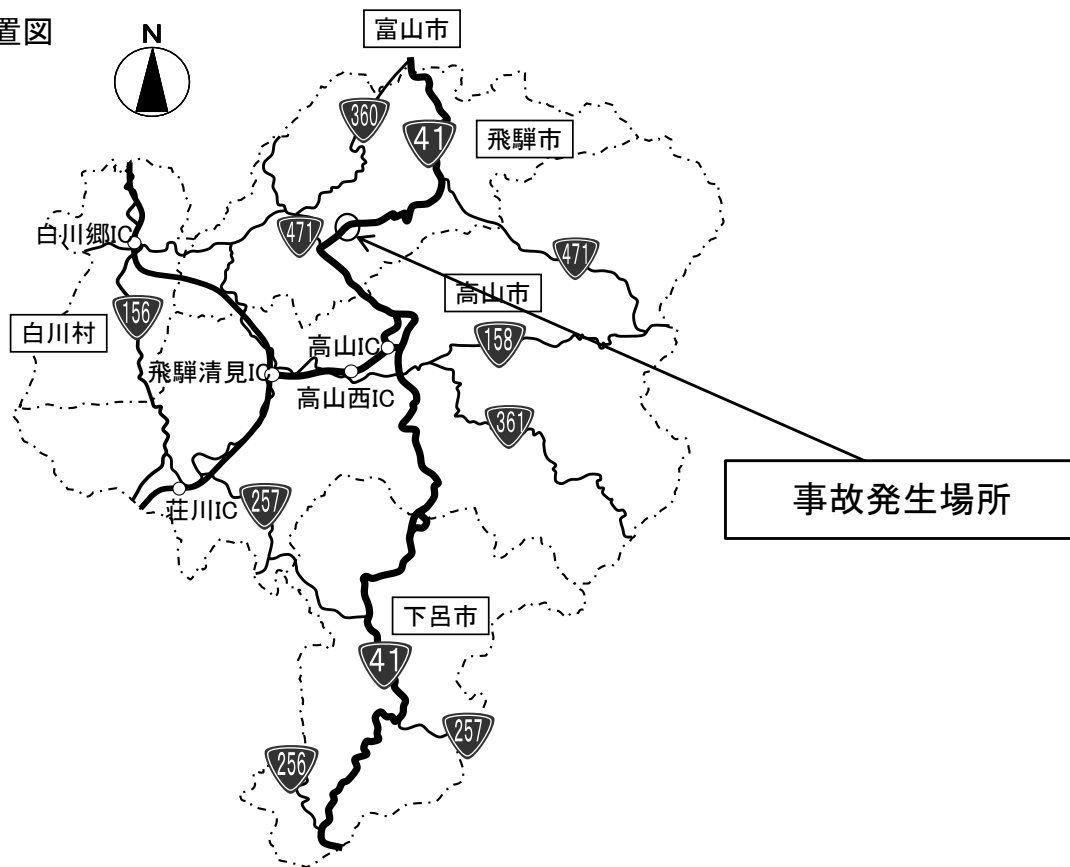 置図
N
富山市
360
41
飛騨市
471
白川郷IC
471
高山市
156
白川村
158
高山IC
飛騨清見IC
高山西IC
361
事故発生場所
257
荘川IC
下呂市
41
257
256